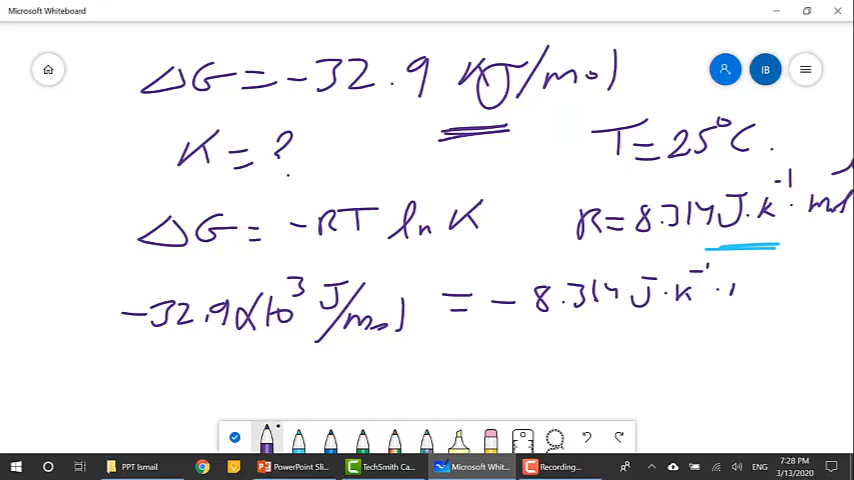 Microsoft Whiteboard
IB
ΔG = -32.9 KJ/mol
K = ?
T = 25°C.
ΔG = -RT ln K
R = 8.314 J.k⁻¹. mol
-32.9 x 10³ J/mol = - 8.314 J.k⁻¹.
PPT Ismail
PowerPoint Sli...
TechSmith Ca...
Microsoft Whit...
Recording...
ENG
7:28 PM
3/13/2020